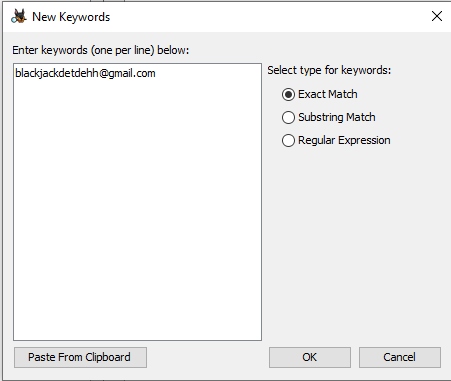 New Keywords
Enter keywords (one per line) below:
blackjackdetdehh@gmail.com
Select type for keywords:
Exact Match
Substring Match
Regular Expression
Paste From Clipboard
OK
Cancel